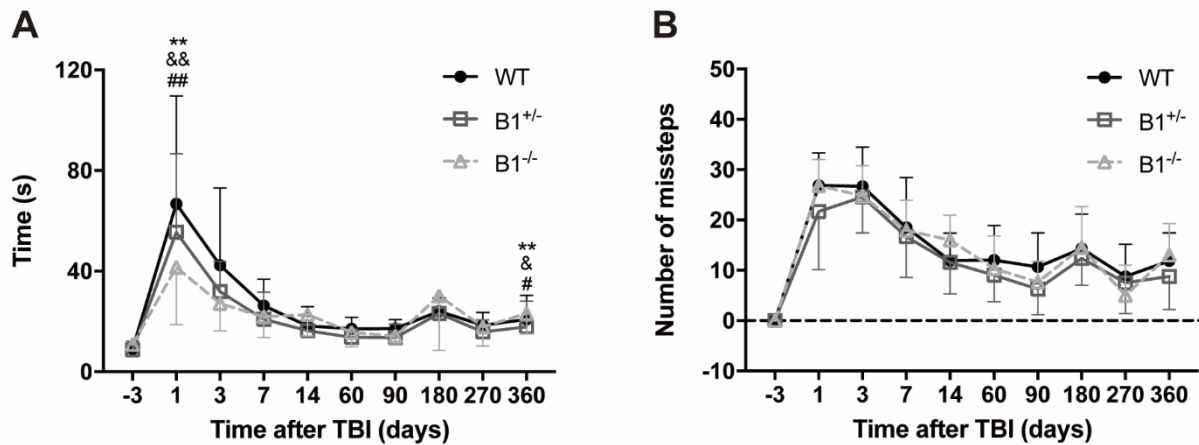 A
**
&&
##
120
80
40
0
Time (s)
WT
B1+/-
B1-/-
**
&
#
-3 1 3 7 14 60 90 180 270 360
Time after TBI (days)
B
50
40
30
20
10
0
-10
Number of missteps
WT
B1+/-
B1-/-
-3 1 3 7 14 60 90 180 270 360
Time after TBI (days)